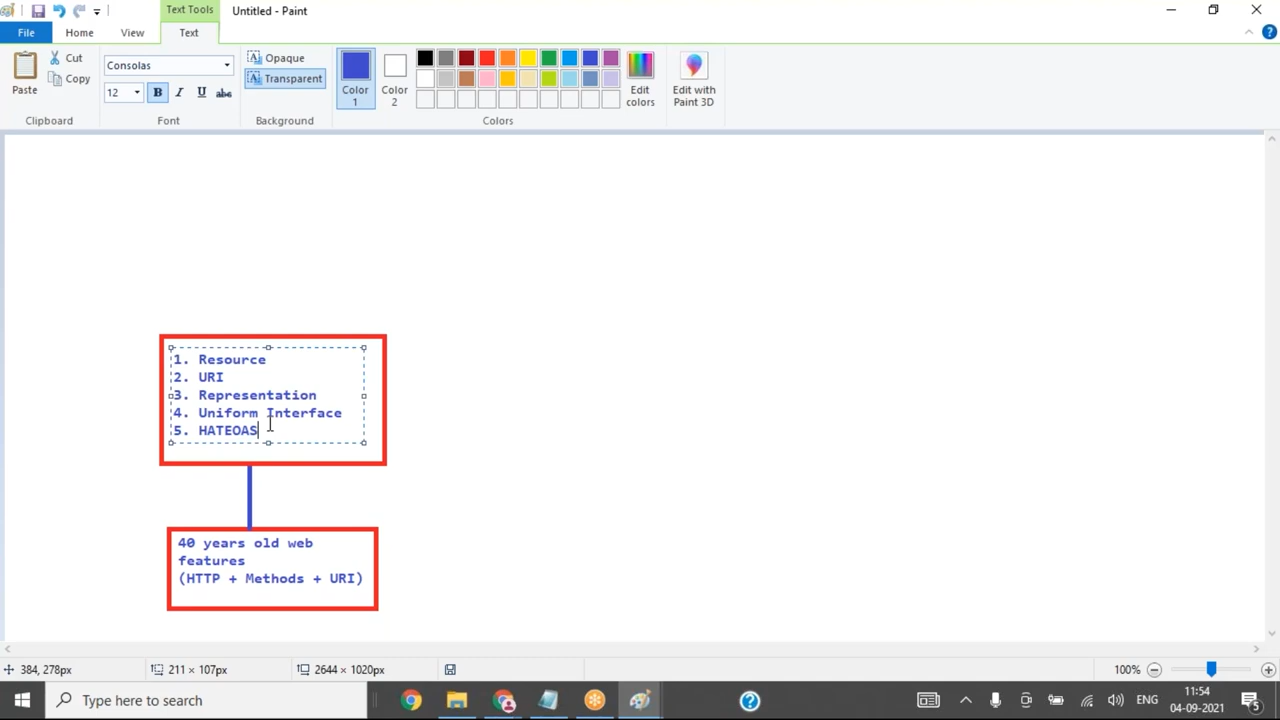 Text Tools
Untitled - Paint
File
Home
View
Text
Paste
Cut
Copy
Clipboard
Consolas
12
B
I
U
abc
Font
Opaque
Transparent
Background
Color 1
Color 2
Edit colors
Colors
Edit with Paint 3D
1. Resource
2. URI
3. Representation
4. Uniform Interface
5. HATEOAS
40 years old web
features
(HTTP + Methods + URI)
384, 278px
211 × 107px
2644 × 1020px
100%
Type here to search
ENG
11:54
04-09-2021
5